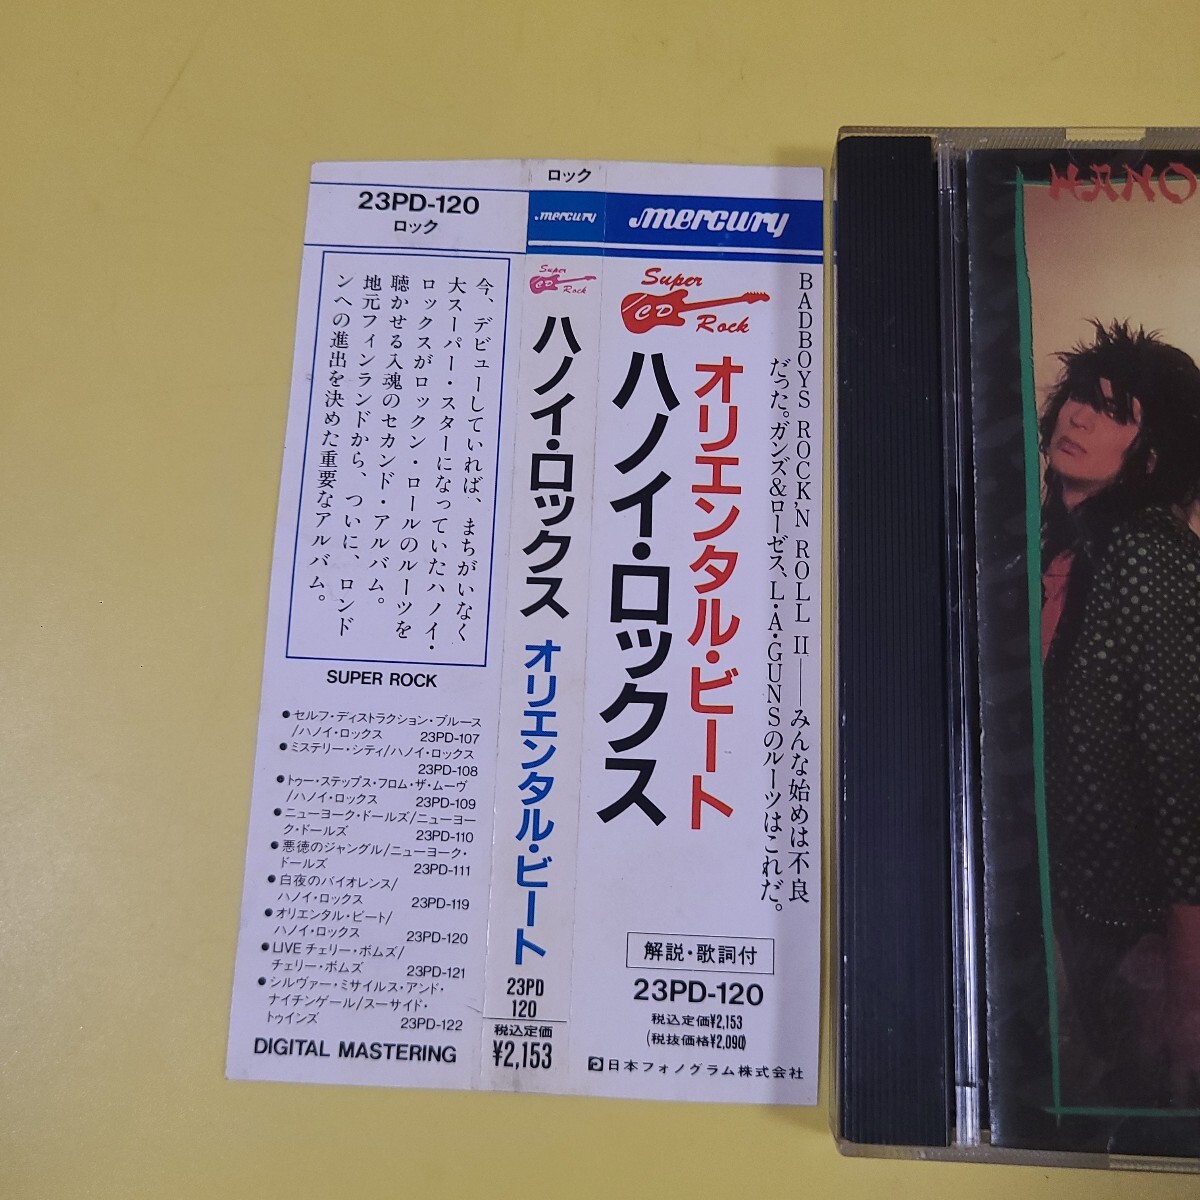 23PD-120
ロック
今、デビューしていれば、まちがいなく
大スーパー・スターになっていたハノイ・
ロックスがロックン・ロールのルーツを
聴かせる入魂のセカンド・アルバム。
地元フィンランドから、ついに、ロンド
ンへの進出を決めた重要なアルバム。
SUPER ROCK
●セルフ・ディストラクション・ブルース
/ハノイ・ロックス 23PD-107
●ミステリー・シティ/ハノイ・ロックス
23PD-108
●トゥー・ステップス・フロム・ザ・ムーヴ
/ハノイ・ロックス 23PD-109
●ニューヨーク・ドールズ/ニューヨー
ク・ドールズ 23PD-110
●悪徳のジャングル/ニューヨーク・
ドールズ 23PD-111
●白夜のバイオレンス/
ハノイ・ロックス 23PD-119
●オリエンタル・ビート/
ハノイ・ロックス 23PD-120
●LIVE チェリー・ボムズ/
チェリー・ボムズ 23PD-121
●シルヴァー・ミサイルス・アンド・
ナイチンゲール/スーサイド・
トゥインズ 23PD-122
DIGITAL MASTERING
ロック
mercury
Super
CD
Rock
ハノイ・ロックス オリエンタル・ビート
23PD
120
税込定価
¥2,153
mercury
Super
CD
Rock
BADBOYS ROCK'N ROLL II――みんな始めは不良
だった。ガンズ&ローゼス、L・A・GUNSのルーツはこれだ。
オリエンタル・ビート
ハノイ・ロックス
解説・歌詞付
23PD-120
税込定価¥2,153
(税抜価格¥2,090)
日本フォノグラム株式会社
HANO